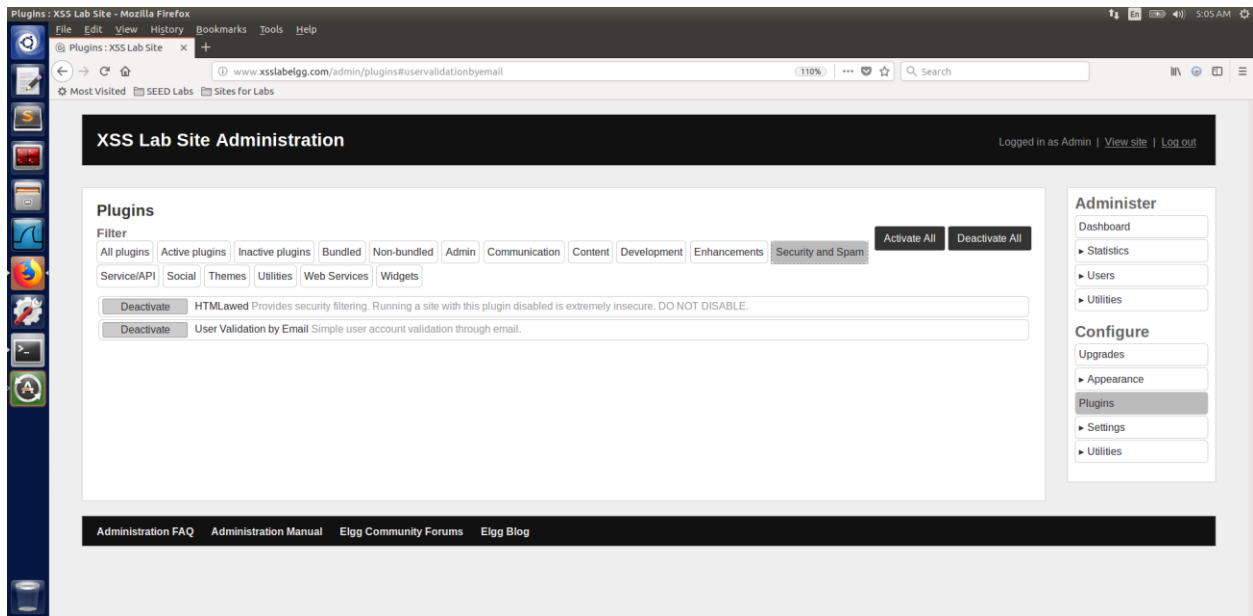 Plugins : XSS Lab Site - Mozilla Firefox
En 5:05 AM
File Edit View History Bookmarks Tools Help
Plugins : XSS Lab Site × +
www.xsslabelgg.com/admin/plugins#uservalidationbyemail 110% Search
Most Visited SEED Labs Sites for Labs
XSS Lab Site Administration
Logged in as Admin | View site | Log out
Plugins
Filter
Activate All Deactivate All
All plugins Active plugins Inactive plugins Bundled Non-bundled Admin Communication Content Development Enhancements Security and Spam
Service/API Social Themes Utilities Web Services Widgets
Deactivate HTMLawed Provides security filtering. Running a site with this plugin disabled is extremely insecure. DO NOT DISABLE.
Deactivate User Validation by Email Simple user account validation through email.
Administer
Dashboard
▸ Statistics
▸ Users
▸ Utilities
Configure
Upgrades
▸ Appearance
Plugins
▸ Settings
▸ Utilities
Administration FAQ Administration Manual Elgg Community Forums Elgg Blog